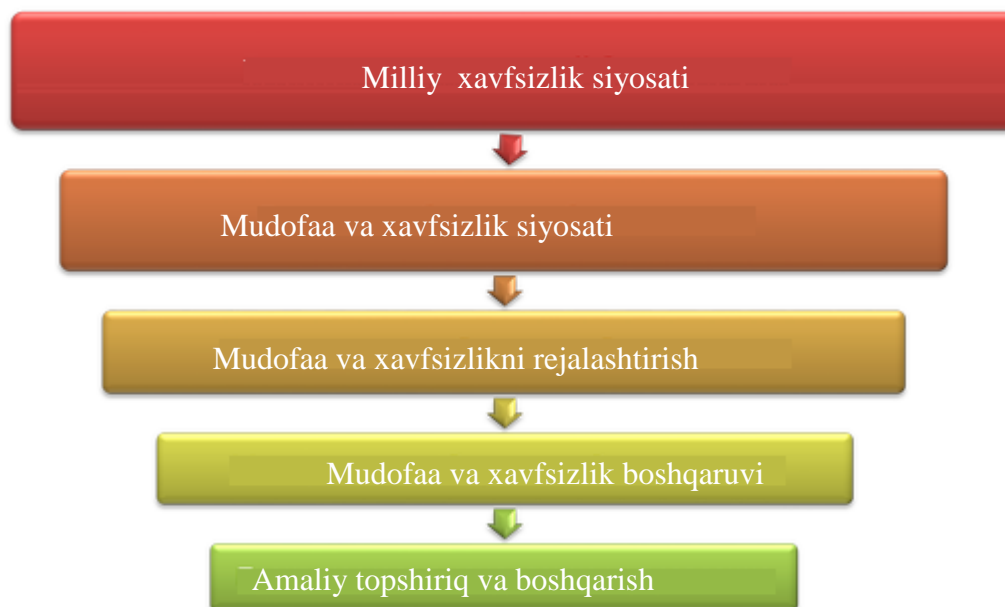 Milliy xavfsizlik siyosati
Mudofaa va xavfsizlik siyosati
Mudofaa va xavfsizlikni rejalashtirish
Mudofaa va xavfsizlik boshqaruvi
Amaliy topshiriq va boshqarish